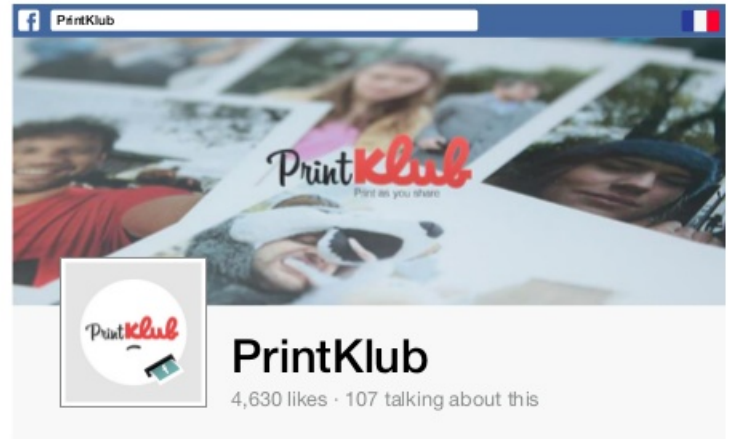 PrintKlub
PrintKlub
Print as you share
PrintKlub
PrintKlub
4,630 likes · 107 talking about this